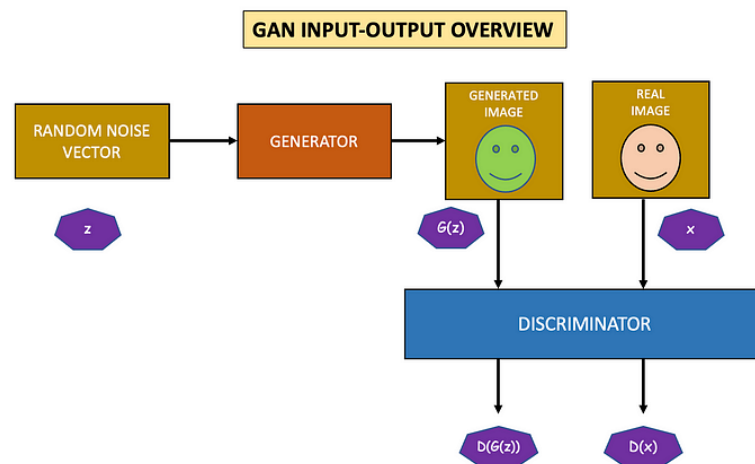 GAN INPUT-OUTPUT OVERVIEW
RANDOM NOISE
VECTOR
GENERATOR
GENERATED
IMAGE
REAL
IMAGE
z
G(z)
x
DISCRIMINATOR
D(G(z))
D(x)